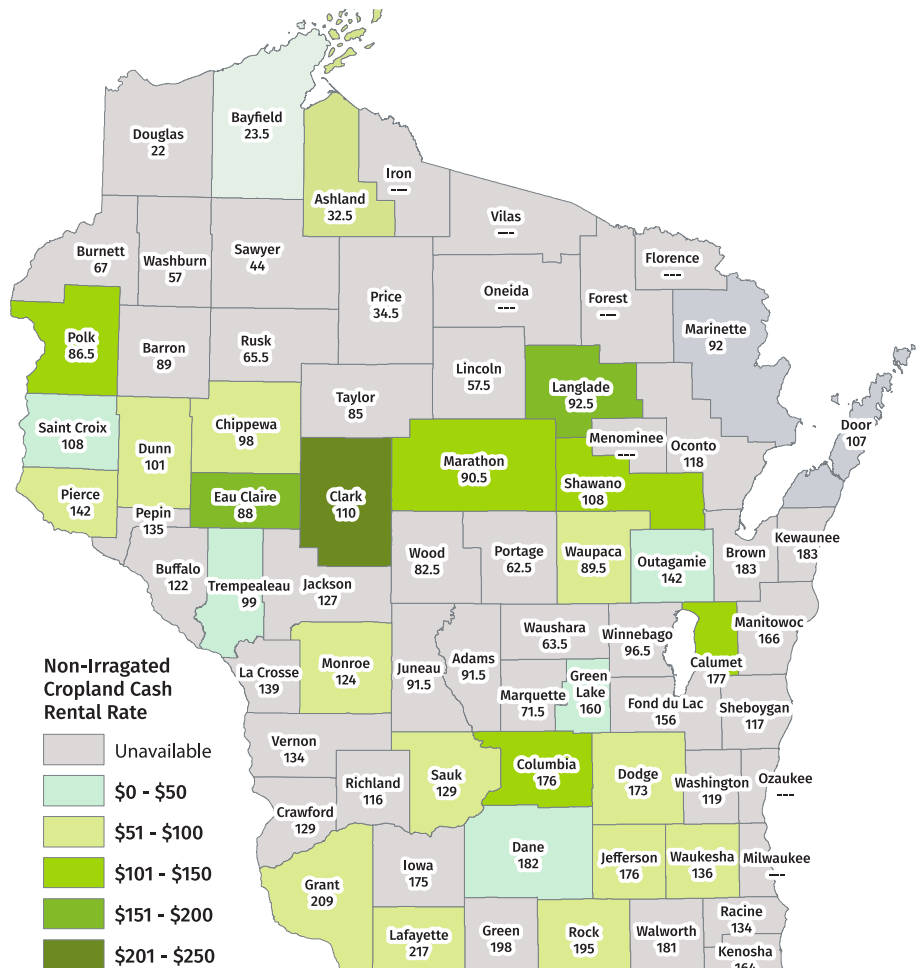 Douglas
22
Bayfield
23.5
Ashland
32.5
Iron
---
Vilas
---
Burnett
67
Washburn
57
Sawyer
44
Price
34.5
Oneida
---
Forest
---
Florence
---
Marinette
92
Polk
86.5
Barron
89
Rusk
65.5
Taylor
85
Lincoln
57.5
Langlade
92.5
Menominee
---
Oconto
118
Door
107
Saint Croix
108
Dunn
101
Chippewa
98
Clark
110
Marathon
90.5
Shawano
108
Pierce
142
Pepin
135
Eau Claire
88
Buffalo
122
Trempealeau
99
Jackson
127
Wood
82.5
Portage
62.5
Waupaca
89.5
Outagamie
142
Brown
183
Kewaunee
183
La Crosse
139
Monroe
124
Juneau
91.5
Adams
91.5
Waushara
63.5
Winnebago
96.5
Calumet
177
Manitowoc
166
Marquette
71.5
Green
Lake
160
Fond du Lac
156
Sheboygan
117
Vernon
134
Crawford
129
Richland
116
Sauk
129
Columbia
176
Dodge
173
Washington
119
Ozaukee
---
Grant
209
Iowa
175
Dane
182
Jefferson
176
Waukesha
136
Milwaukee
---
Lafayette
217
Green
198
Rock
195
Walworth
181
Racine
134
Kenosha
164
Non-Irragated
Cropland Cash
Rental Rate
Unavailable
$0 - $50
$51 - $100
$101 - $150
$151 - $200
$201 - $250